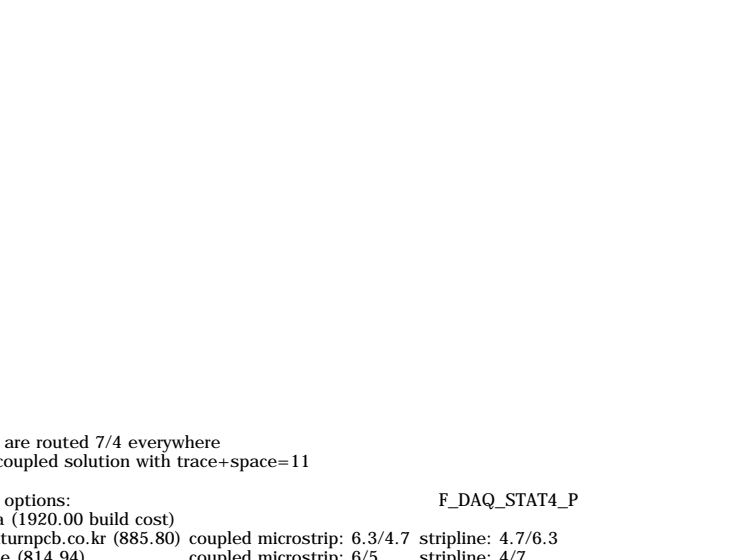 are routed 7/4 everywhere
coupled solution with trace+space=11
options: F_DAQ_STAT4_P
(1920.00 build cost)
turnpcb.co.kr (885.80) coupled microstrip: 6.3/4.7 stripline: 4.7/6.3
(814.94) coupled microstrip: 6/5 stripline: 4/7